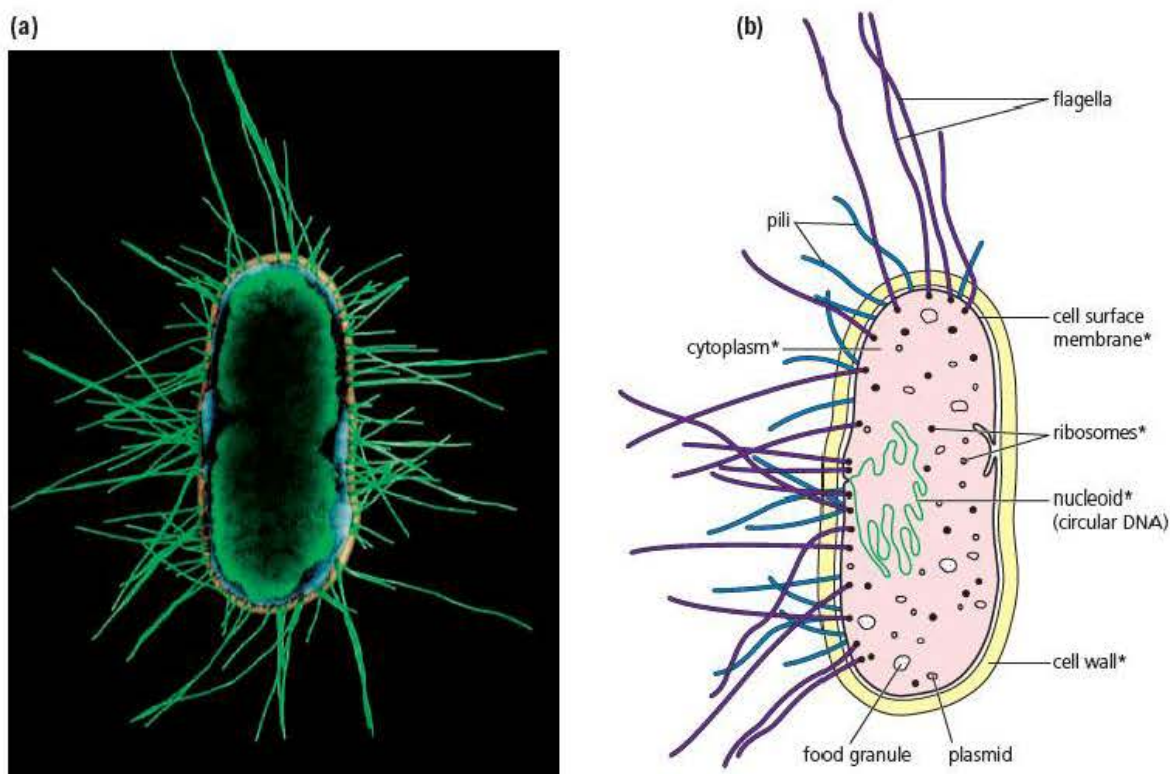 (a)
(b)
flagella
pili
cell surface
membrane*
cytoplasm*
ribosomes*
nucleoid*
(circular DNA)
cell wall*
food granule
plasmid